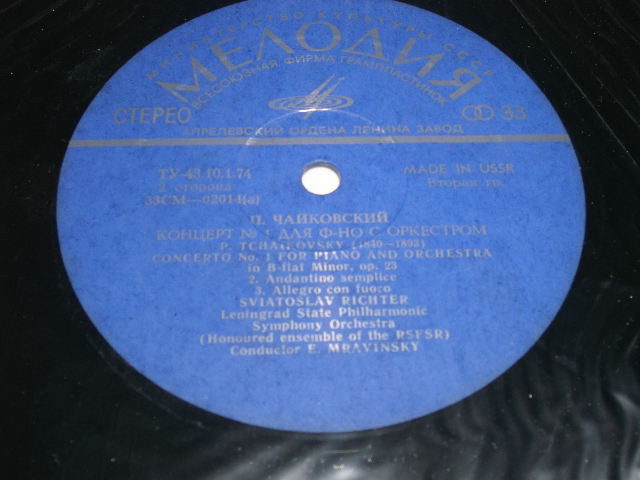 МИНИСТЕРСТВО КУЛЬТУРЫ СССР
МЕЛОДИЯ
ВСЕСОЮЗНАЯ ФИРМА ГРАМПЛАСТИНОК
СТЕРЕО
33
АПРЕЛЕВСКИЙ ОРДЕНА ЛЕНИНА ЗАВОД
ТУ-43.10.1.74
MADE IN USSR
2 сторона
Вторая гр.
33СМ—02014(а)
П. ЧАЙКОВСКИЙ
КОНЦЕРТ № 1 ДЛЯ Ф-НО С ОРКЕСТРОМ
P. TCHAIKOVSKY (1840—1893)
CONCERTO No. 1 FOR PIANO AND ORCHESTRA
in B-flat Minor, op. 23
2. Andantino semplice
3. Allegro con fuoco
SVIATOSLAV RICHTER
Leningrad State Philharmonic
Symphony Orchestra
(Honoured ensemble of the RSFSR)
Conductor E. MRAVINSKY